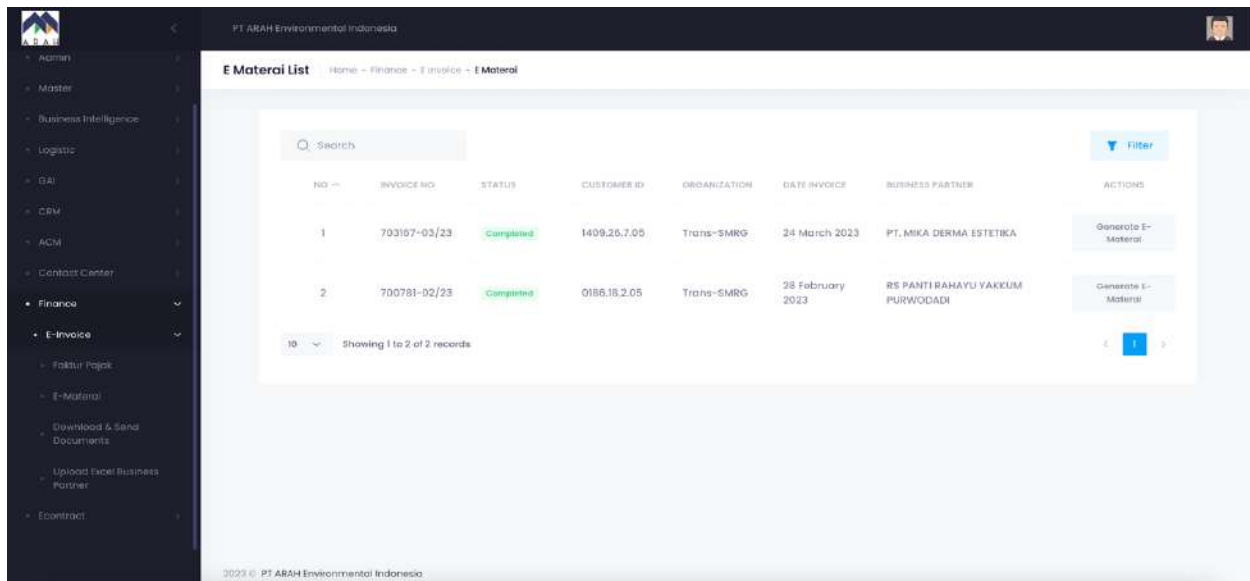 ARAH
PT ARAH Environmental Indonesia
Admin
Master
Business Intelligence
Logistic
GAI
CRM
ACM
Contact Center
Finance
E-Invoice
Faktur Pajak
E-Materai
Download & Send
Documents
Upload Excel Business
Partner
Econtract
E Materai List
Home - Finance - E Invoice - E Materai
Search
Filter
NO INVOICE NO STATUS CUSTOMER ID ORGANIZATION DATE INVOICE BUSINESS PARTNER ACTIONS
1 703167-03/23 Completed 1409.26.7.05 Trans-SMRG 24 March 2023 PT. MIKA DERMA ESTETIKA Generate E-
Materai
2 700781-02/23 Completed 0186.18.2.05 Trans-SMRG 28 February RS PANTI RAHAYU YAKKUM Generate E-
2023 PURWODADI Materai
10 Showing 1 to 2 of 2 records
1
2023 © PT ARAH Environmental Indonesia